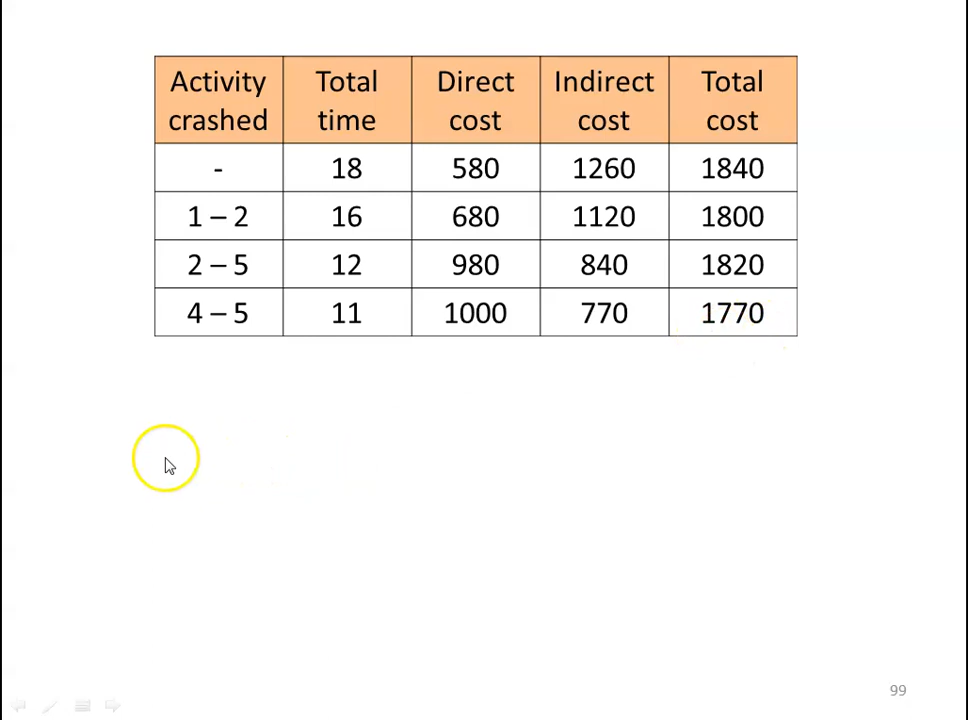 Activity crashed Total time Direct cost Indirect cost Total cost
- 18 580 1260 1840
1 – 2 16 680 1120 1800
2 – 5 12 980 840 1820
4 – 5 11 1000 770 1770
99